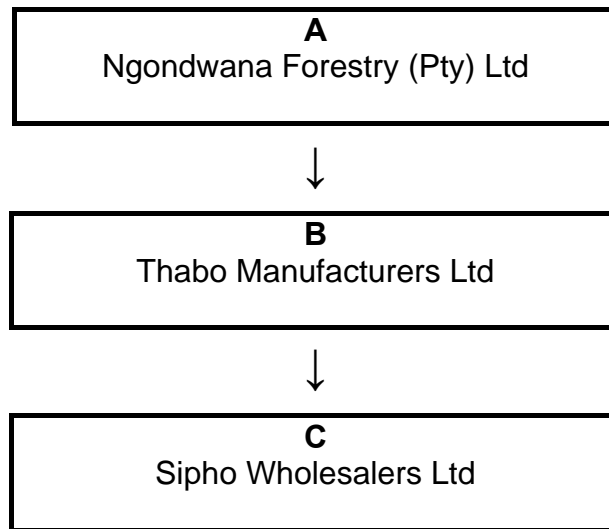 A
Ngondwana Forestry (Pty) Ltd
↓
B
Thabo Manufacturers Ltd
↓
C
Sipho Wholesalers Ltd